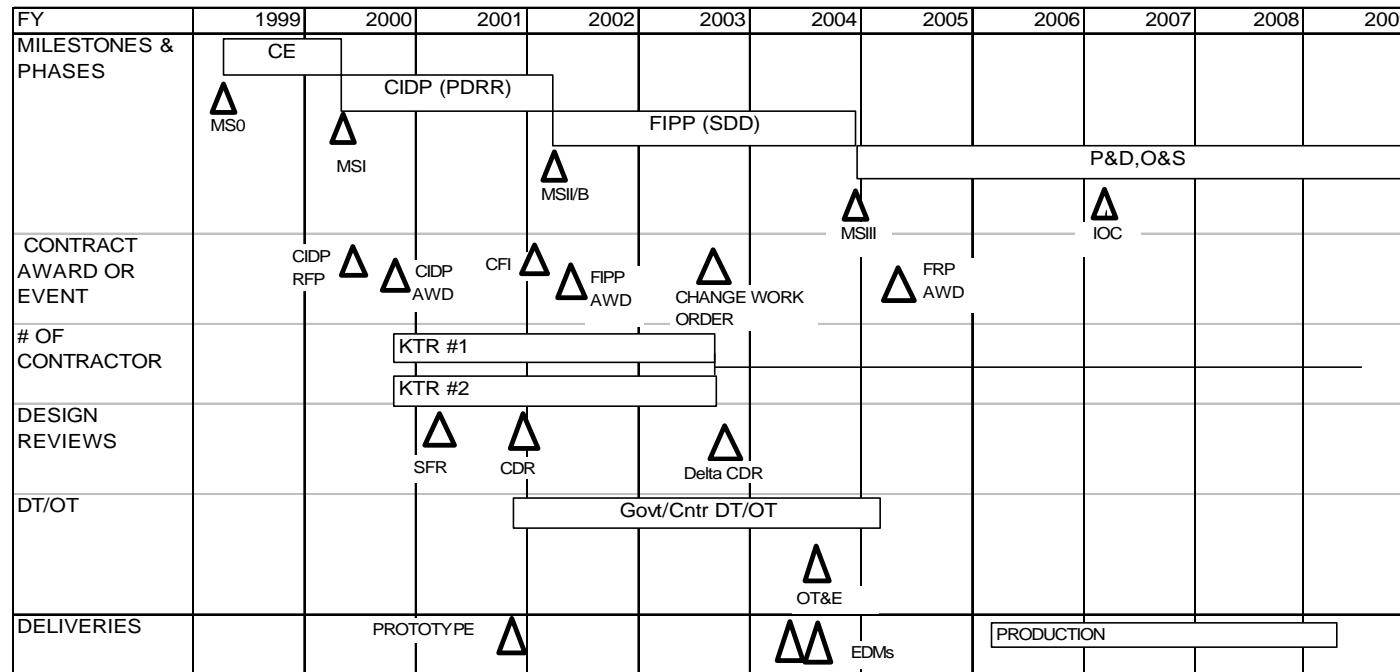 FY 1999 2000 2001 2002 2003 2004 2005 2006 2007 2008 200
MILESTONES &
PHASES
CE
CIDP (PDRR)
FIPP (SDD)
P&D,O&S
MS0
MSI
MSII/B
MSIII
IOC
CONTRACT
AWARD OR
EVENT
CIDP
RFP
CIDP
AWD
CFI
FIPP
AWD
CHANGE WORK
ORDER
FRP
AWD
# OF
CONTRACTOR
KTR #1
KTR #2
DESIGN
REVIEWS
SFR
CDR
Delta CDR
DT/OT
Govt/Cntr DT/OT
OT&E
DELIVERIES
PROTOTYPE
EDMs
PRODUCTION